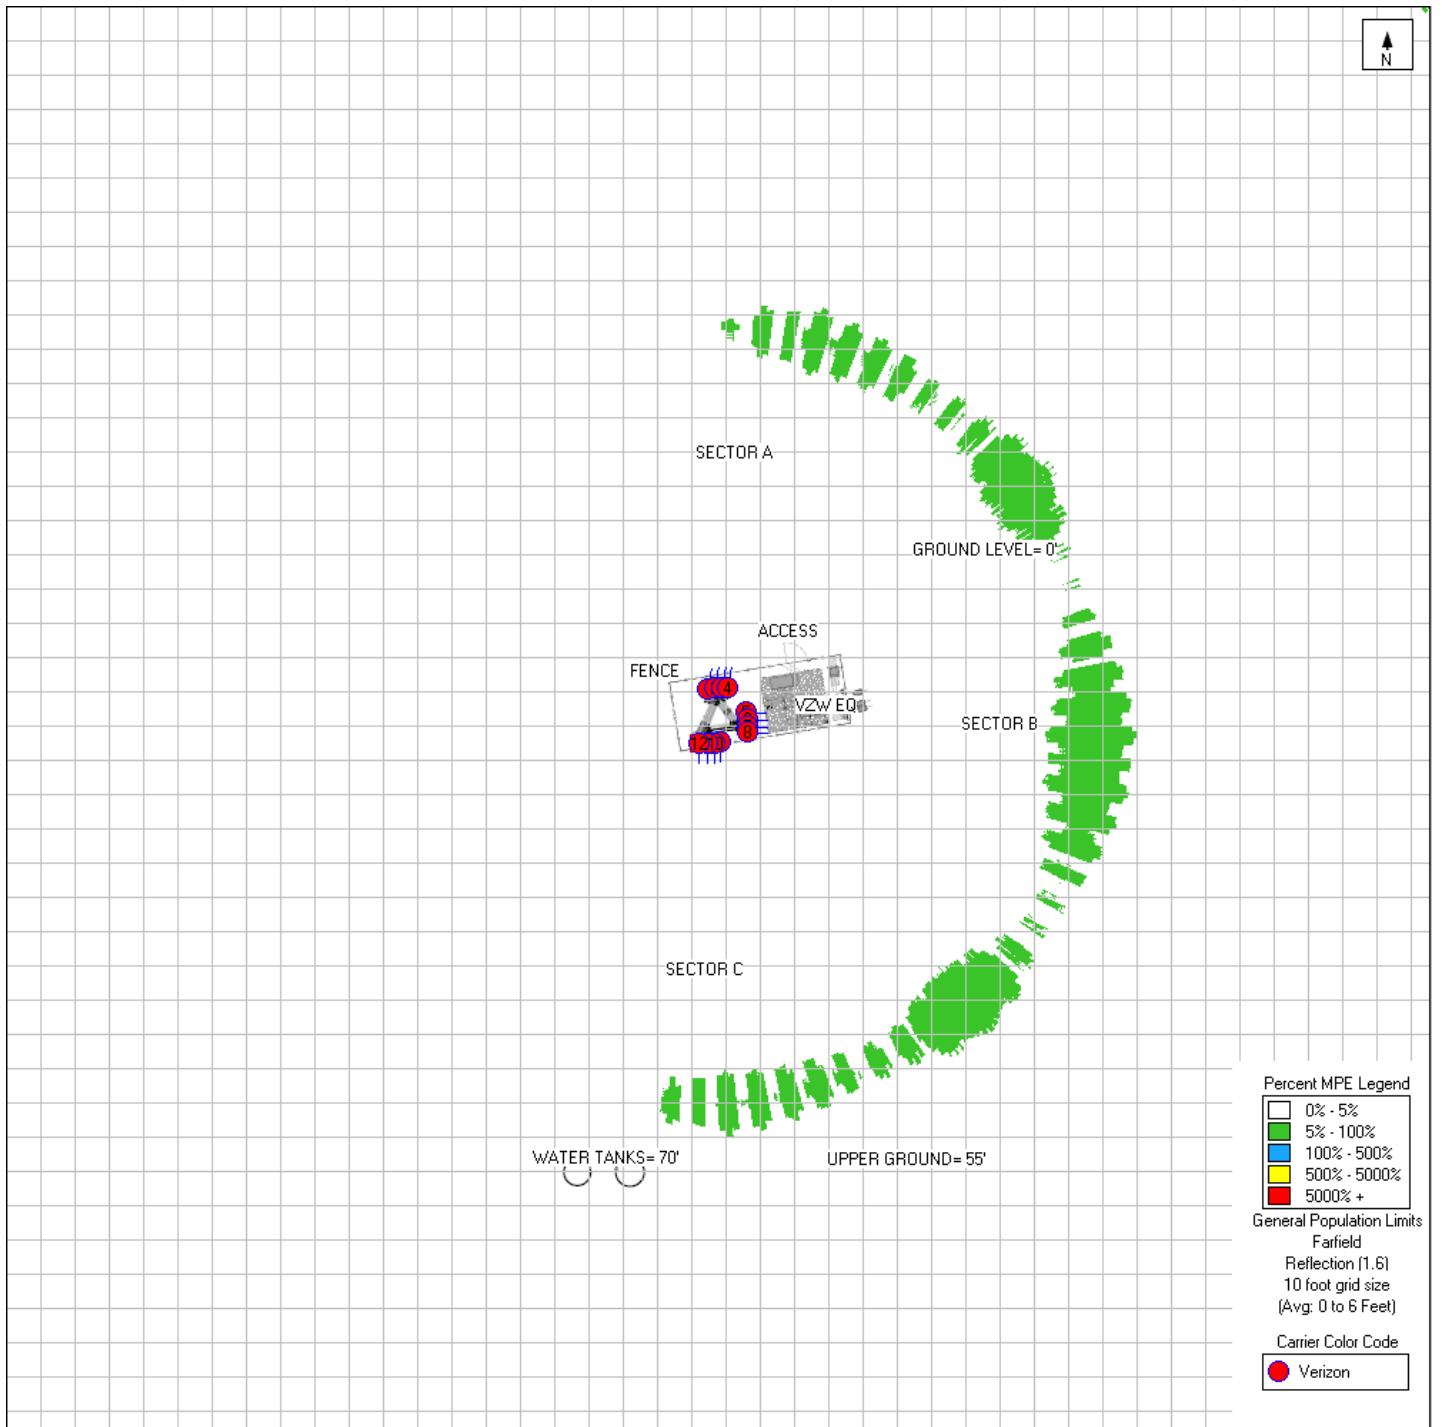 N
SECTOR A
GROUND LEVEL= 0'
ACCESS
FENCE
4
VZW EQ
SECTOR B
8
12
SECTOR C
WATER TANKS= 70'
UPPER GROUND= 55'
Percent MPE Legend
0% - 5%
5% - 100%
100% - 500%
500% - 5000%
5000% +
General Population Limits
Farfield
Reflection (1.6)
10 foot grid size
(Avg: 0 to 6 Feet)
Carrier Color Code
Verizon